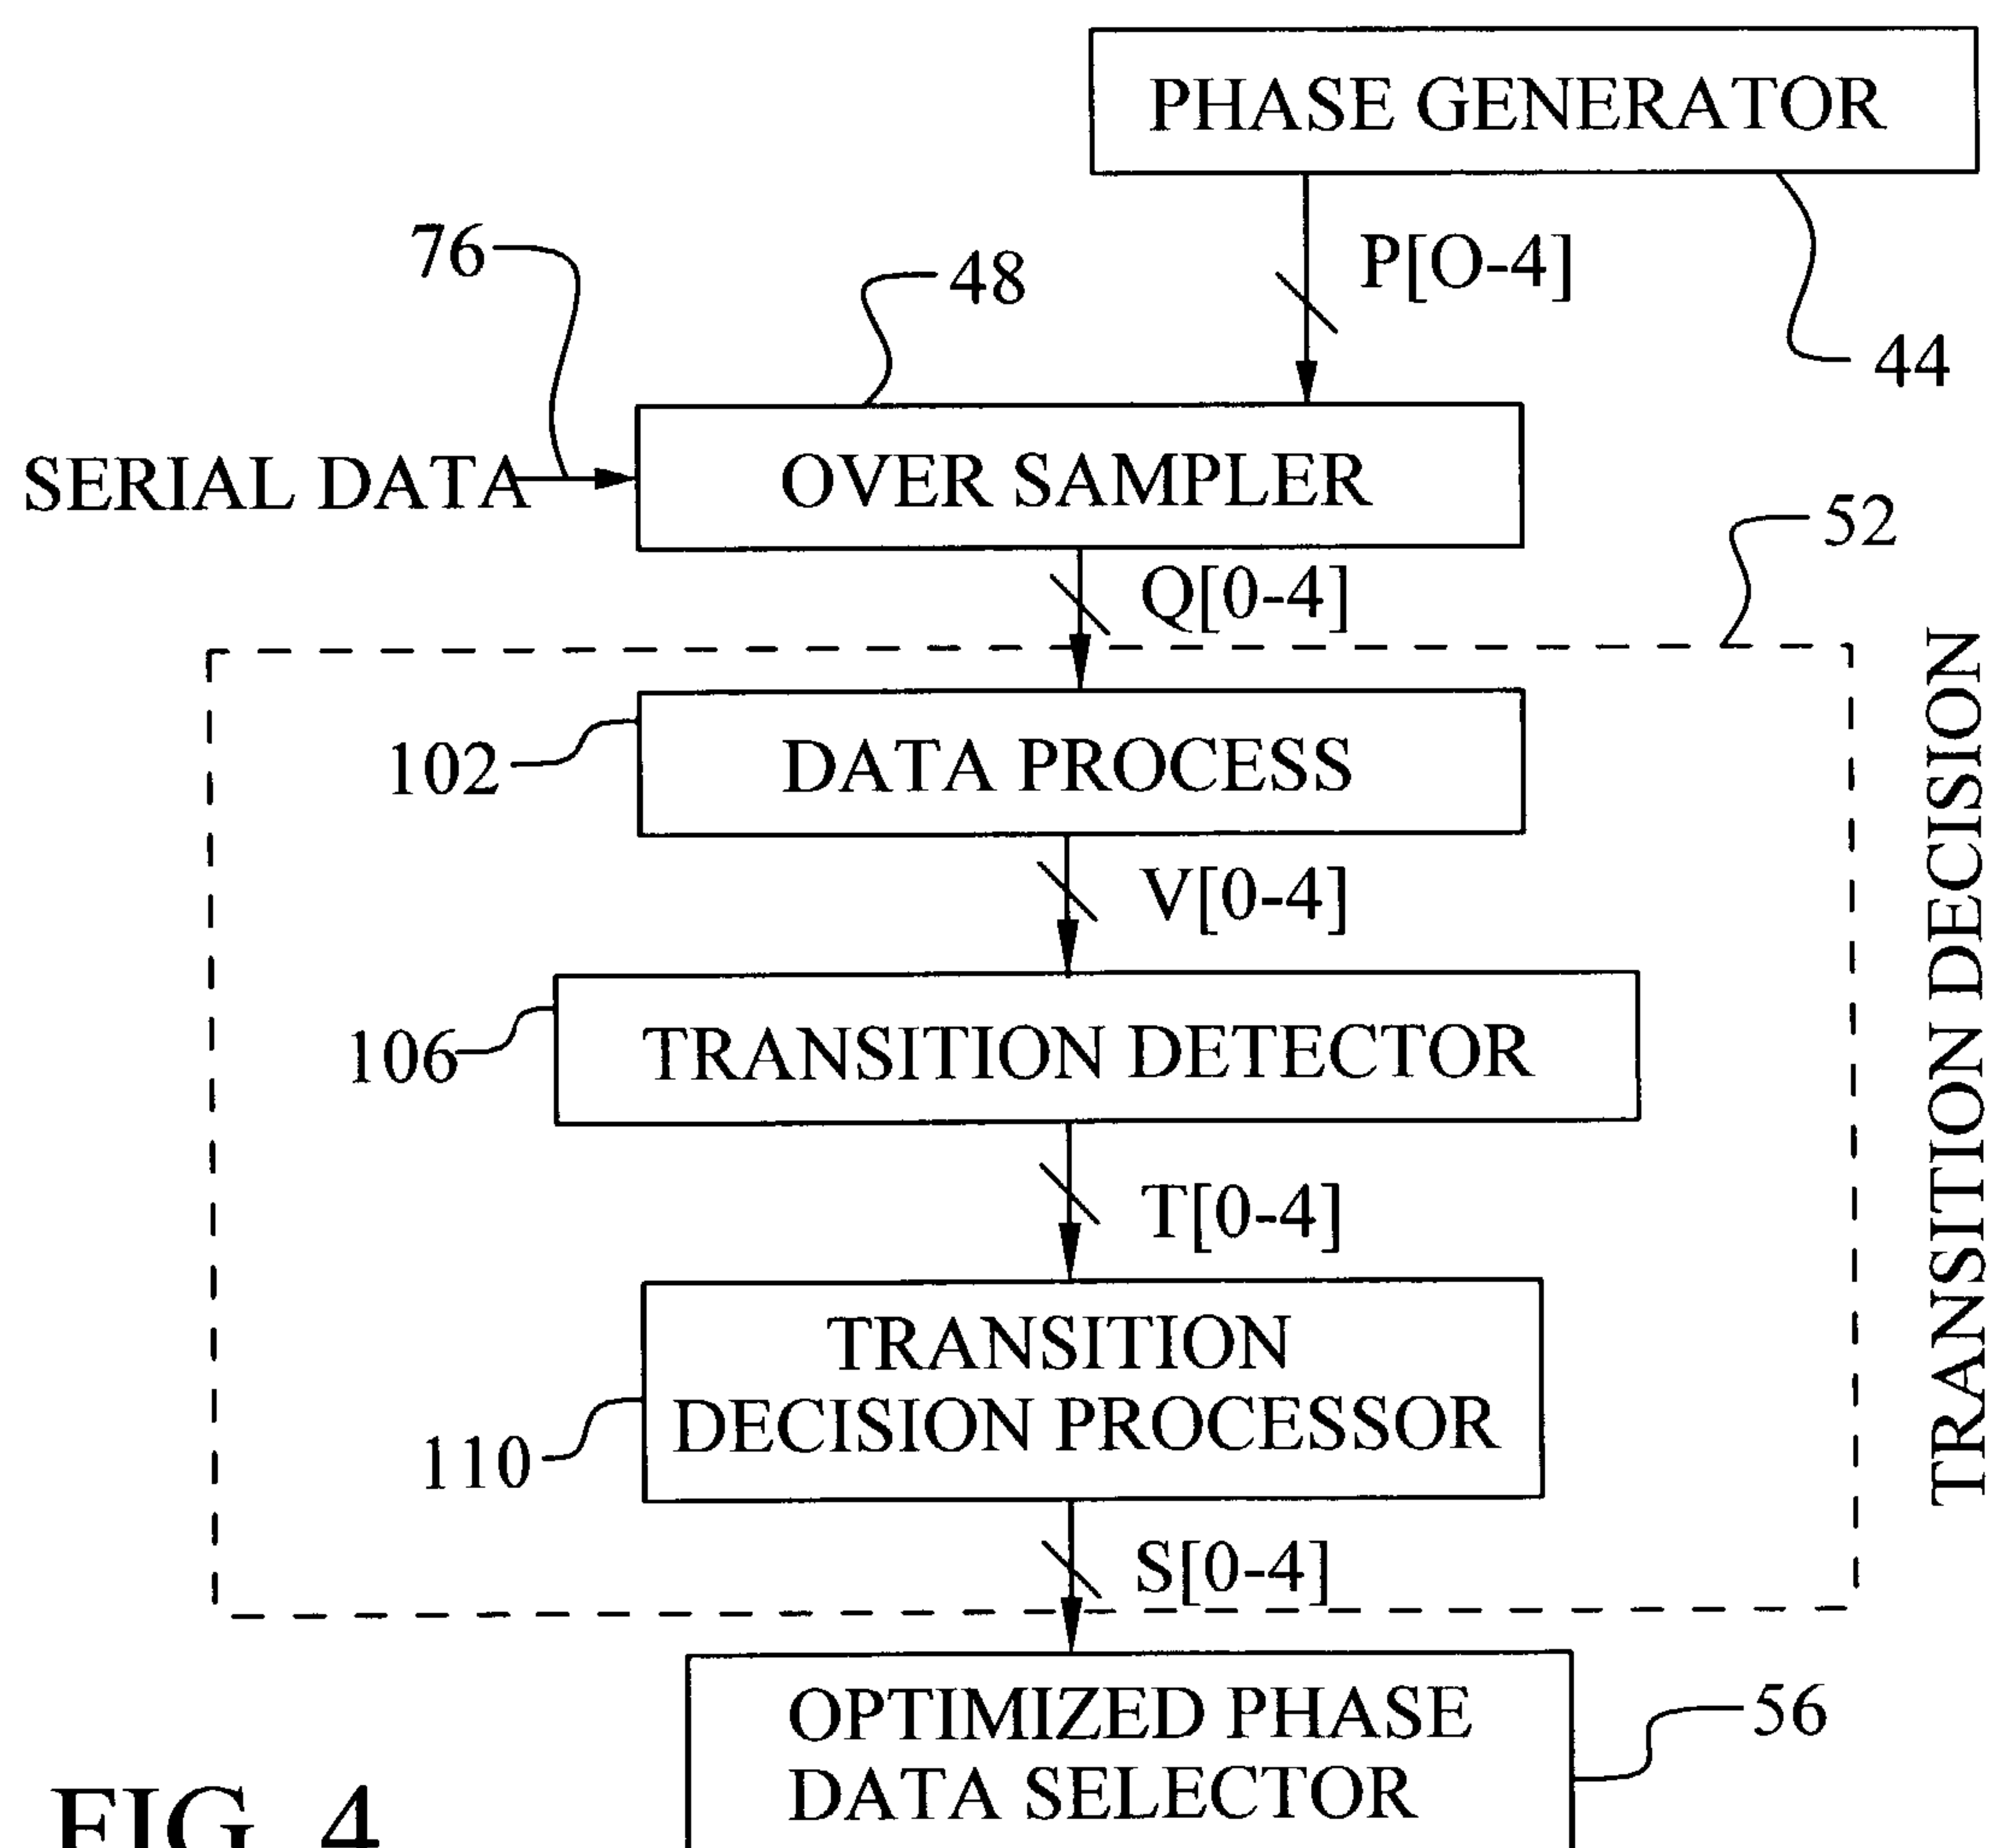 PHASE GENERATOR
76
48
P[O-4]
44
SERIAL DATA
OVER SAMPLER
52
Q[0-4]
102
DATA PROCESS
V[0-4]
106
TRANSITION DETECTOR
T[0-4]
TRANSITION
DECISION PROCESSOR
110
S[0-4]
TRANSITION DECISION
OPTIMIZED PHASE
DATA SELECTOR
56
FIG. 4